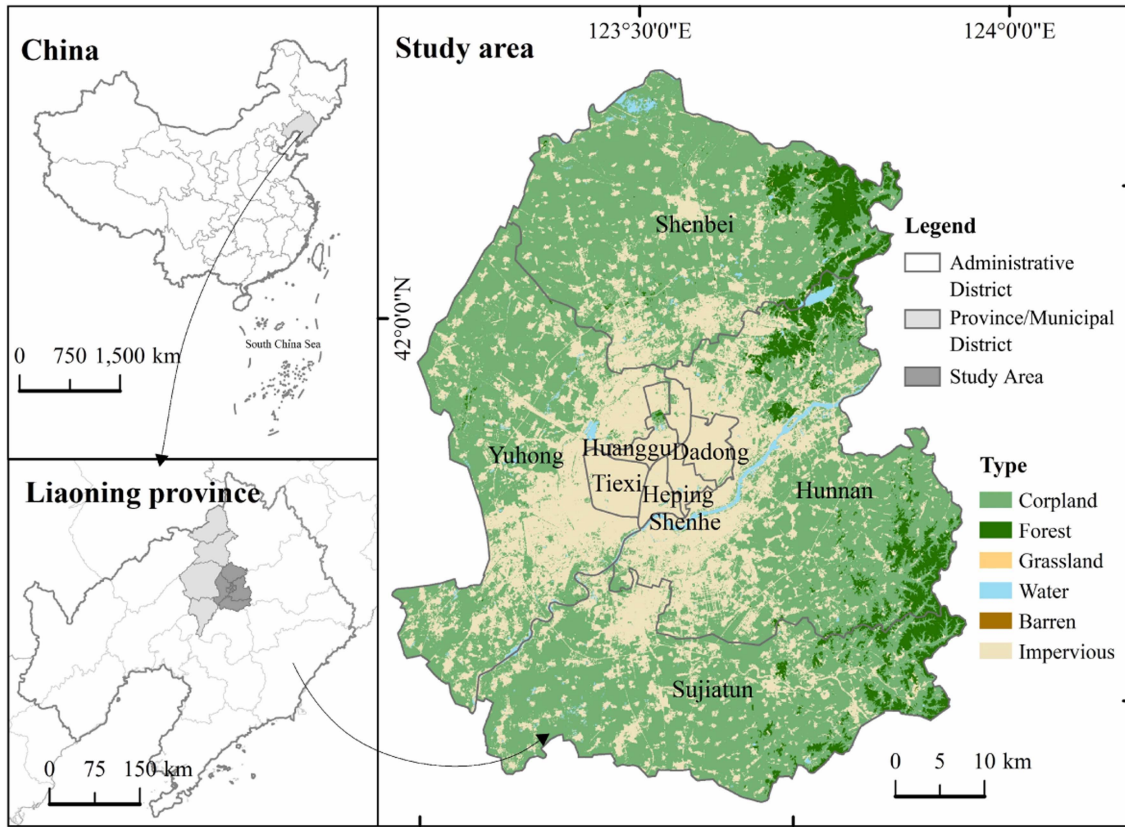 China
0 750 1,500 km
South China Sea
Liaoning province
0 75 150 km
Study area
123°30'0"E
124°0'0"E
42°0'0"N
Shenbei
Yuhong
Huanggu
Dadong
Tiexi
Heping
Shenhe
Hunnan
Sujiatun
Legend
Administrative
District
Province/Municipal
District
Study Area
Type
Corpland
Forest
Grassland
Water
Barren
Impervious
0 5 10 km